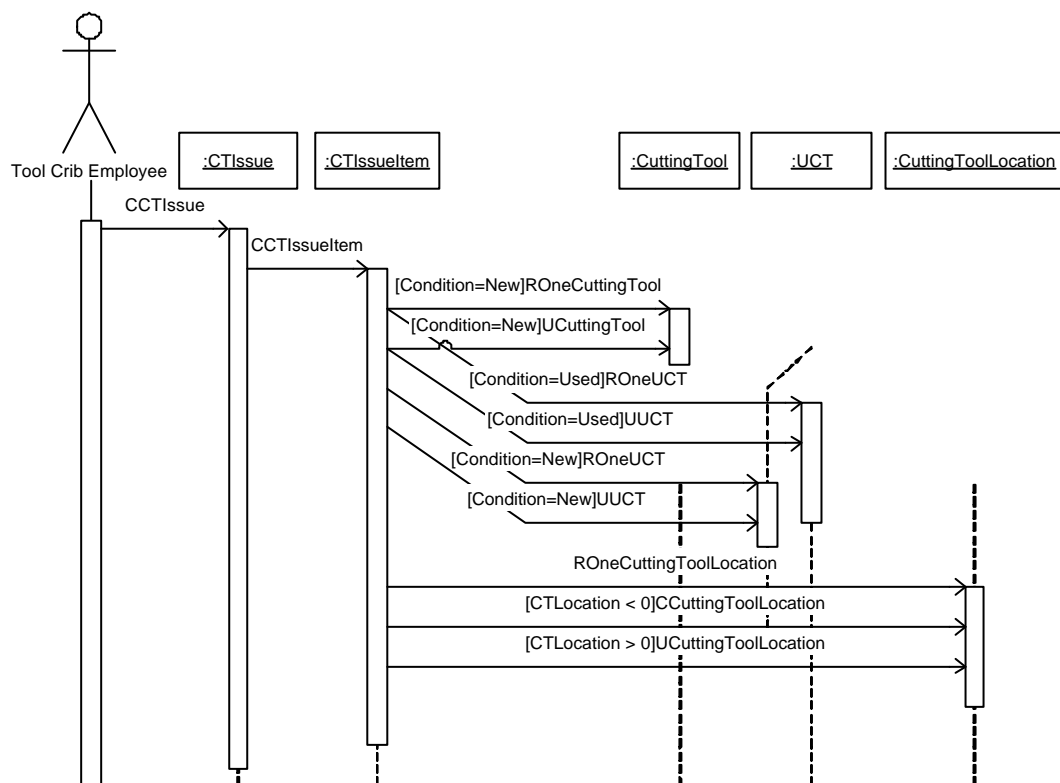 :CTIssue
:CTIssueItem
:CuttingTool
:UCT
:CuttingToolLocation
Tool Crib Employee
CCTIssue
CCTIssueItem
[Condition=New]ROneCuttingTool
[Condition=New]UCuttingTool
[Condition=Used]ROneUCT
[Condition=Used]UUCT
[Condition=New]ROneUCT
[Condition=New]UUCT
ROneCuttingToolLocation
[CTLocation < 0]CCuttingToolLocation
[CTLocation > 0]UCuttingToolLocation